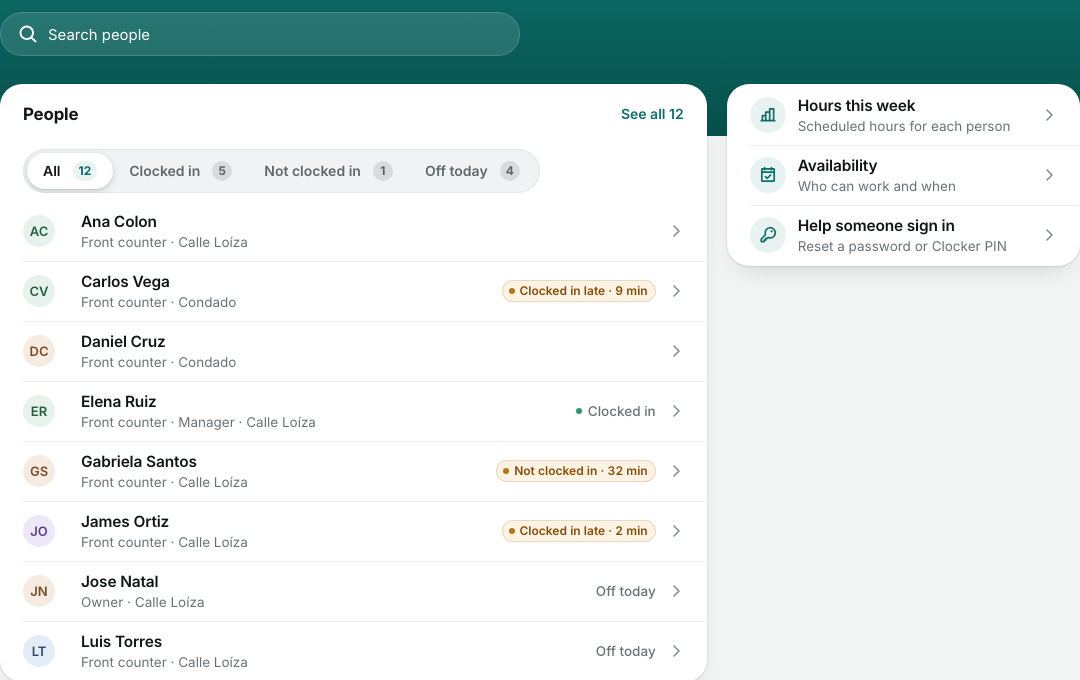 Search people
People
See all 12
All 12
Clocked in 5
Not clocked in 1
Off today 4
AC
Ana Colon
Front counter · Calle Loíza
CV
Carlos Vega
Front counter · Condado
Clocked in late · 9 min
DC
Daniel Cruz
Front counter · Condado
ER
Elena Ruiz
Front counter · Manager · Calle Loíza
Clocked in
GS
Gabriela Santos
Front counter · Calle Loíza
Not clocked in · 32 min
JO
James Ortiz
Front counter · Calle Loíza
Clocked in late · 2 min
JN
Jose Natal
Owner · Calle Loíza
Off today
LT
Luis Torres
Front counter · Calle Loíza
Off today
Hours this week
Scheduled hours for each person
Availability
Who can work and when
Help someone sign in
Reset a password or Clocker PIN